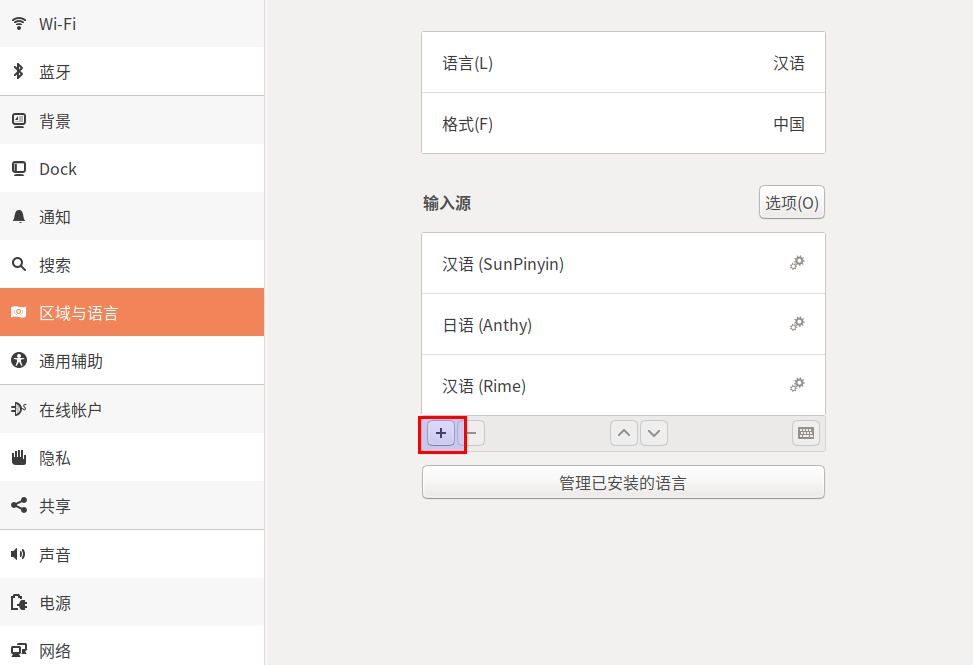 Wi-Fi
蓝牙
背景
Dock
通知
搜索
区域与语言
通用辅助
在线帐户
隐私
共享
声音
电源
网络
语言(L) 汉语
格式(F) 中国
输入源 选项(O)
汉语 (SunPinyin)
日语 (Anthy)
汉语 (Rime)
管理已安装的语言